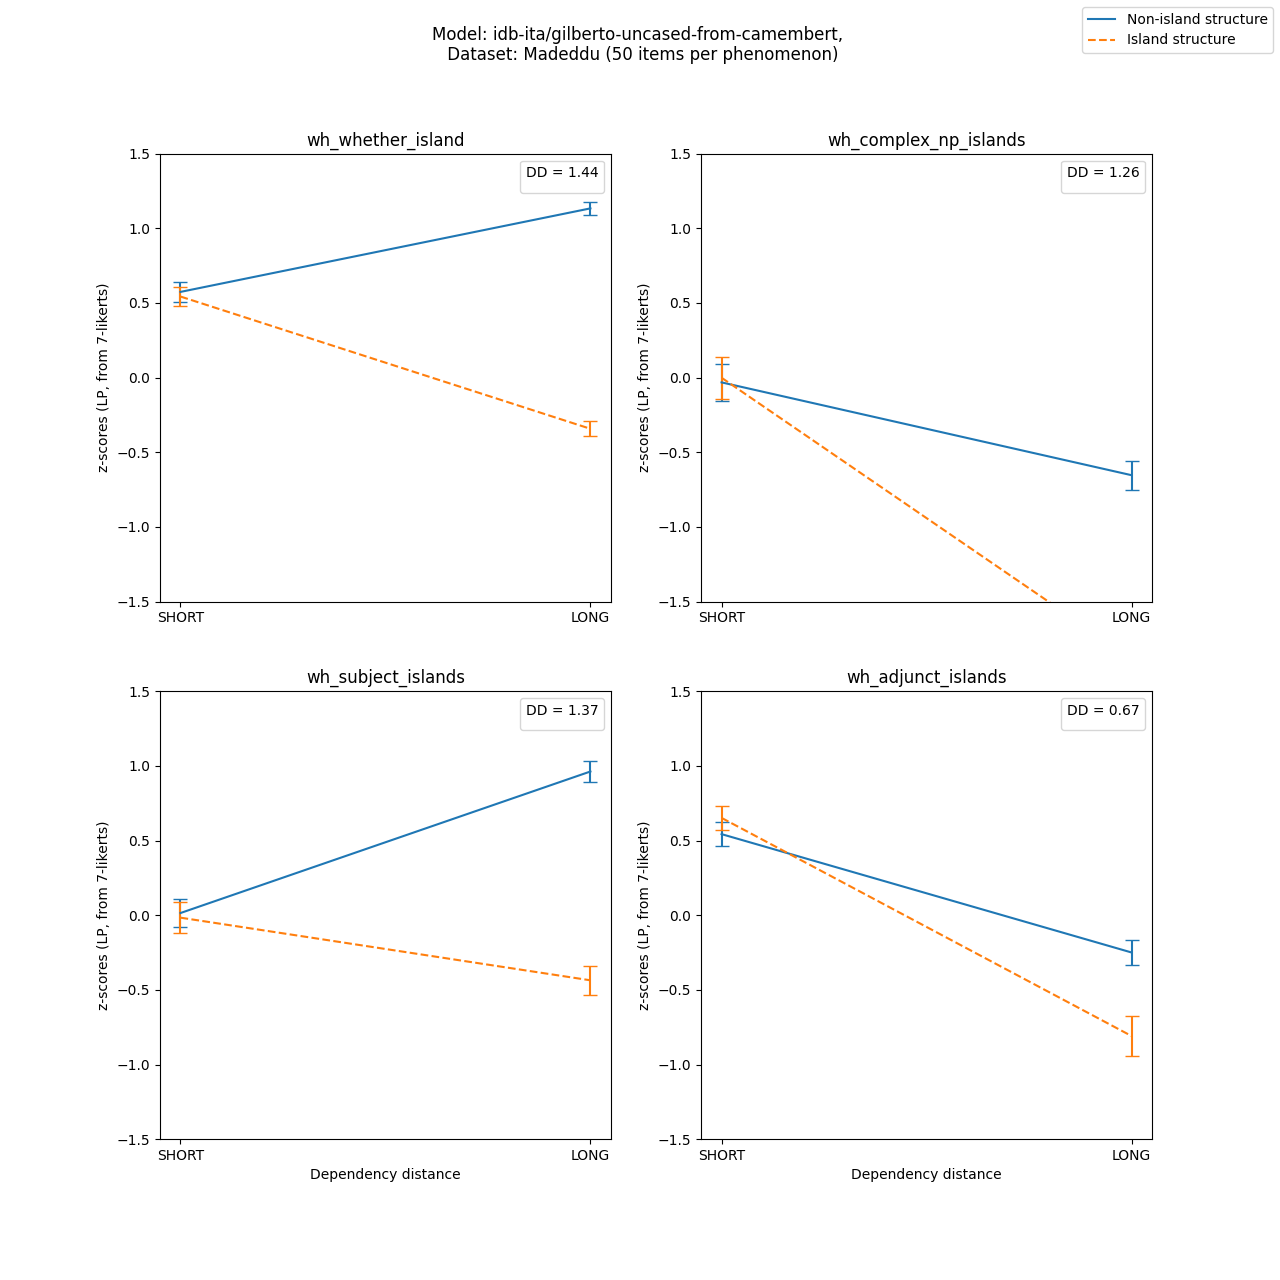 Model: idb-ita/gilberto-uncased-from-camembert,
Dataset: Madeddu (50 items per phenomenon)
Non-island structure
Island structure
wh_whether_island
DD = 1.44
1.5
1.0
0.5
0.0
−0.5
−1.0
−1.5
z-scores (LP, from 7-likerts)
SHORT
LONG
wh_complex_np_islands
DD = 1.26
1.5
1.0
0.5
0.0
−0.5
−1.0
−1.5
z-scores (LP, from 7-likerts)
SHORT
LONG
wh_subject_islands
DD = 1.37
1.5
1.0
0.5
0.0
−0.5
−1.0
−1.5
z-scores (LP, from 7-likerts)
SHORT
LONG
Dependency distance
wh_adjunct_islands
DD = 0.67
1.5
1.0
0.5
0.0
−0.5
−1.0
−1.5
z-scores (LP, from 7-likerts)
SHORT
LONG
Dependency distance